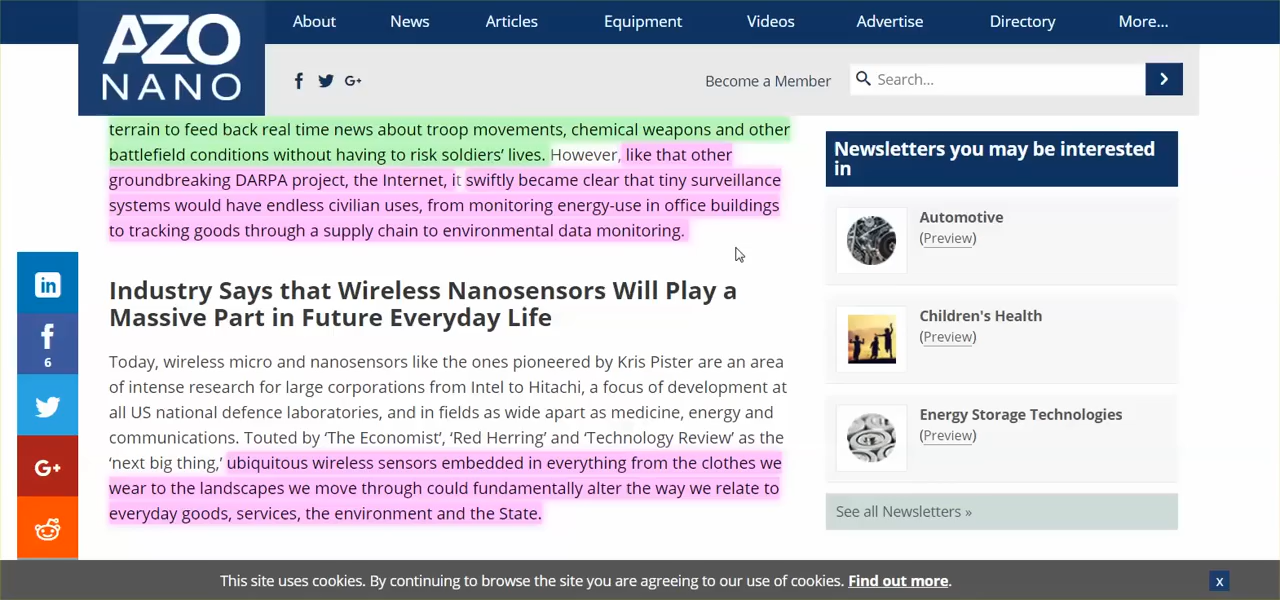 AZO
NANO
About
News
Articles
Equipment
Videos
Advertise
Directory
More...
G+
Become a Member
Search...
terrain to feed back real time news about troop movements, chemical weapons and other
battlefield conditions without having to risk soldiers’ lives. However, like that other
groundbreaking DARPA project, the Internet, it swiftly became clear that tiny surveillance
systems would have endless civilian uses, from monitoring energy-use in office buildings
to tracking goods through a supply chain to environmental data monitoring.
Industry Says that Wireless Nanosensors Will Play a
Massive Part in Future Everyday Life
Today, wireless micro and nanosensors like the ones pioneered by Kris Pister are an area
of intense research for large corporations from Intel to Hitachi, a focus of development at
all US national defence laboratories, and in fields as wide apart as medicine, energy and
communications. Touted by ‘The Economist’, ‘Red Herring’ and ‘Technology Review’ as the
‘next big thing,’ ubiquitous wireless sensors embedded in everything from the clothes we
wear to the landscapes we move through could fundamentally alter the way we relate to
everyday goods, services, the environment and the State.
in
f
6
G+
Newsletters you may be interested
in
Automotive
(Preview)
Children's Health
(Preview)
Energy Storage Technologies
(Preview)
See all Newsletters »
This site uses cookies. By continuing to browse the site you are agreeing to our use of cookies. Find out more.
x